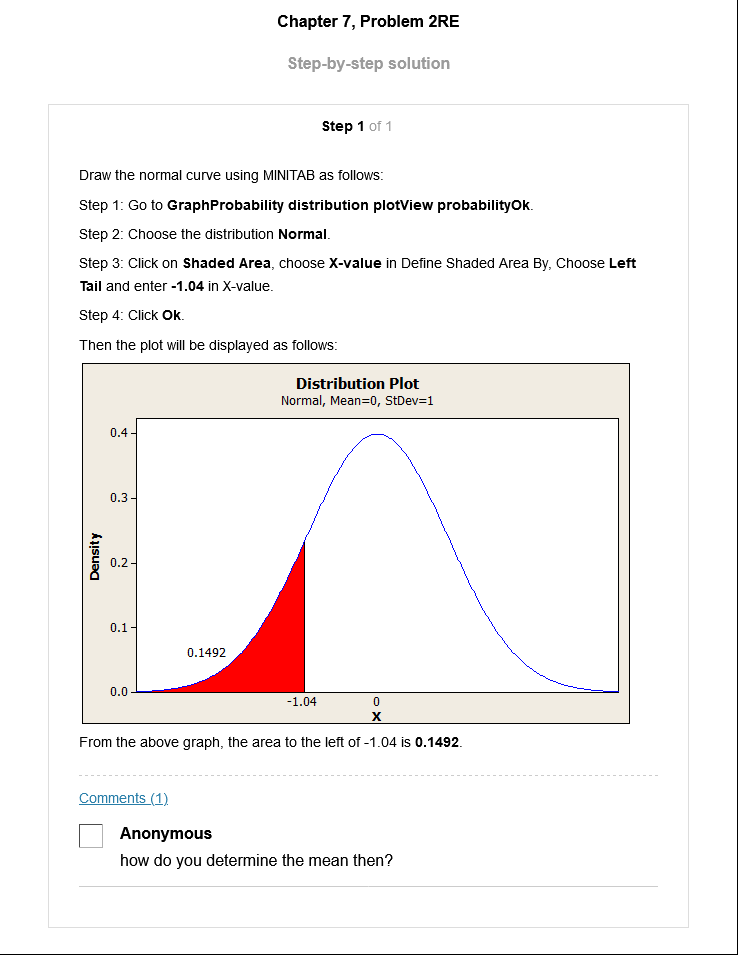 Chapter 7, Problem 2RE
Step-by-step solution
Step 1 of 1
Draw the normal curve using MINITAB as follows:
Step 1: Go to GraphProbability distribution plotView probabilityOk.
Step 2: Choose the distribution Normal.
Step 3: Click on Shaded Area, choose X-value in Define Shaded Area By, Choose Left
Tail and enter -1.04 in X-value.
Step 4: Click Ok.
Then the plot will be displayed as follows:
Distribution Plot
Normal, Mean=0, StDev=1
0.4
0.3
Density
0.2
0.1
0.1492
0.0
-1.04 0
X
From the above graph, the area to the left of -1.04 is 0.1492.
Comments (1)
Anonymous
how do you determine the mean then?